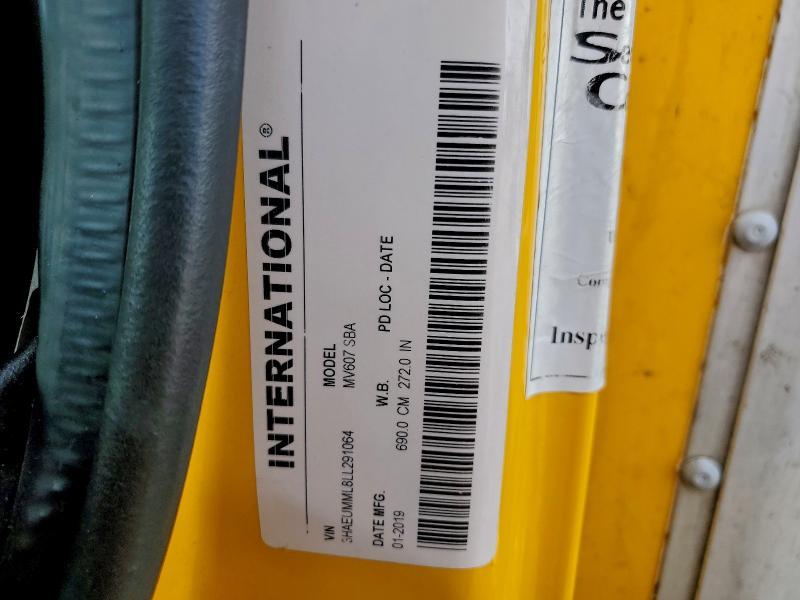 INTERNATIONAL®
VIN MODEL
3HAEUMML8LL291064 MV607 SBA
DATE MFG. W.B. PD LOC - DATE
01-2019 690.0 CM 272.0 IN
The